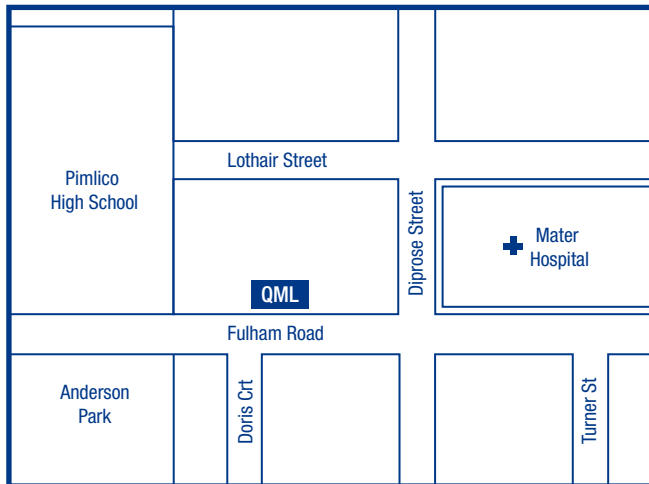 Lothair Street
Pimlico
High School
Diprose Street
Mater
Hospital
QML
Fulham Road
Anderson
Park
Doris Crt
Turner St